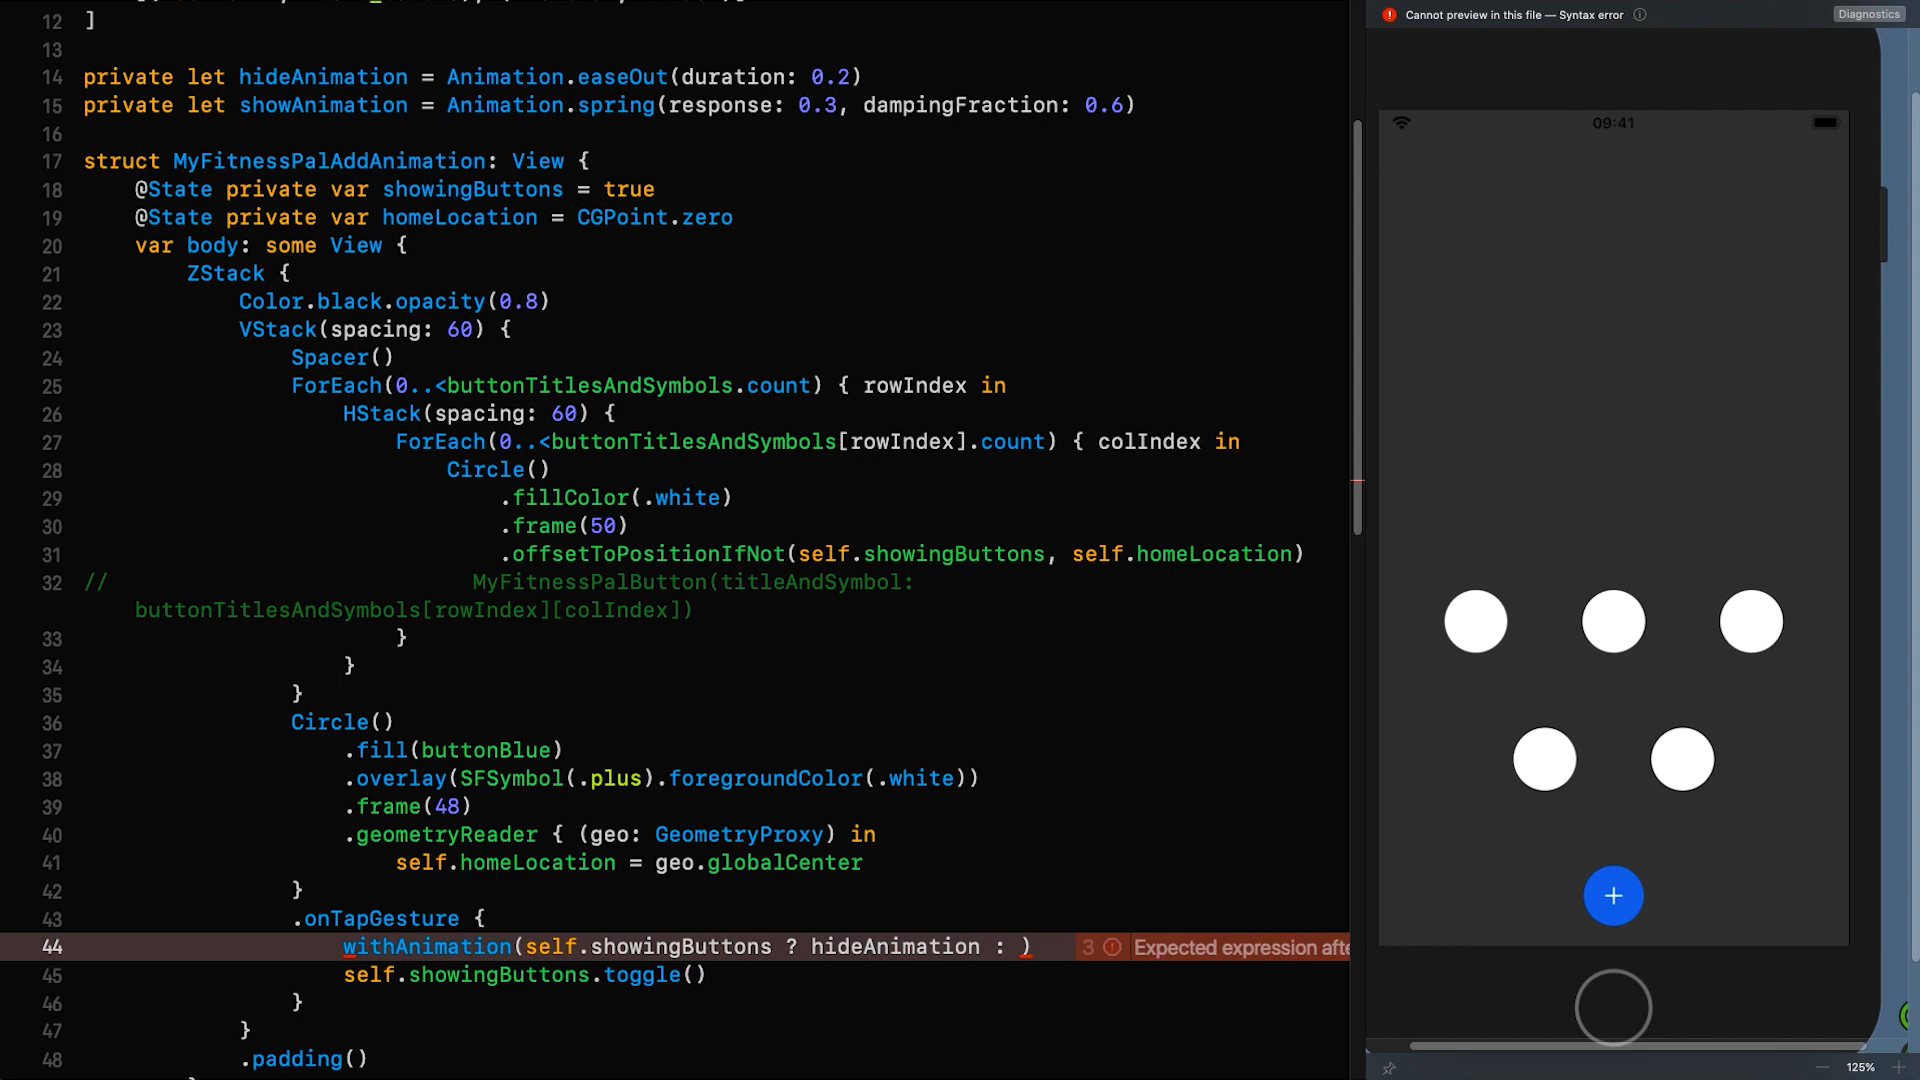 12 ]
13
14 private let hideAnimation = Animation.easeOut(duration: 0.2)
15 private let showAnimation = Animation.spring(response: 0.3, dampingFraction: 0.6)
16
17 struct MyFitnessPalAddAnimation: View {
18 @State private var showingButtons = true
19 @State private var homeLocation = CGPoint.zero
20 var body: some View {
21 ZStack {
22 Color.black.opacity(0.8)
23 VStack(spacing: 60) {
24 Spacer()
25 ForEach(0..<buttonTitlesAndSymbols.count) { rowIndex in
26 HStack(spacing: 60) {
27 ForEach(0..<buttonTitlesAndSymbols[rowIndex].count) { colIndex in
28 Circle()
29 .fillColor(.white)
30 .frame(50)
31 .offsetToPositionIfNot(self.showingButtons, self.homeLocation)
32 // MyFitnessPalButton(titleAndSymbol:
buttonTitlesAndSymbols[rowIndex][colIndex])
33 }
34 }
35 }
36 Circle()
37 .fill(buttonBlue)
38 .overlay(SFSymbol(.plus).foregroundColor(.white))
39 .frame(48)
40 .geometryReader { (geo: GeometryProxy) in
41 self.homeLocation = geo.globalCenter
42 }
43 .onTapGesture {
44 withAnimation(self.showingButtons ? hideAnimation : ) 3 Expected expression afte
45 self.showingButtons.toggle()
46 }
47 }
48 .padding()
Cannot preview in this file — Syntax error
Diagnostics
09:41
125%